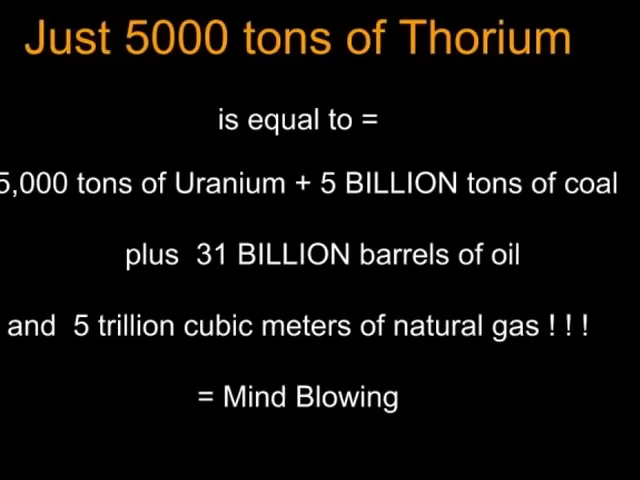 Just 5000 tons of Thorium
is equal to =
5,000 tons of Uranium + 5 BILLION tons of coal
plus 31 BILLION barrels of oil
and 5 trillion cubic meters of natural gas ! ! !
= Mind Blowing